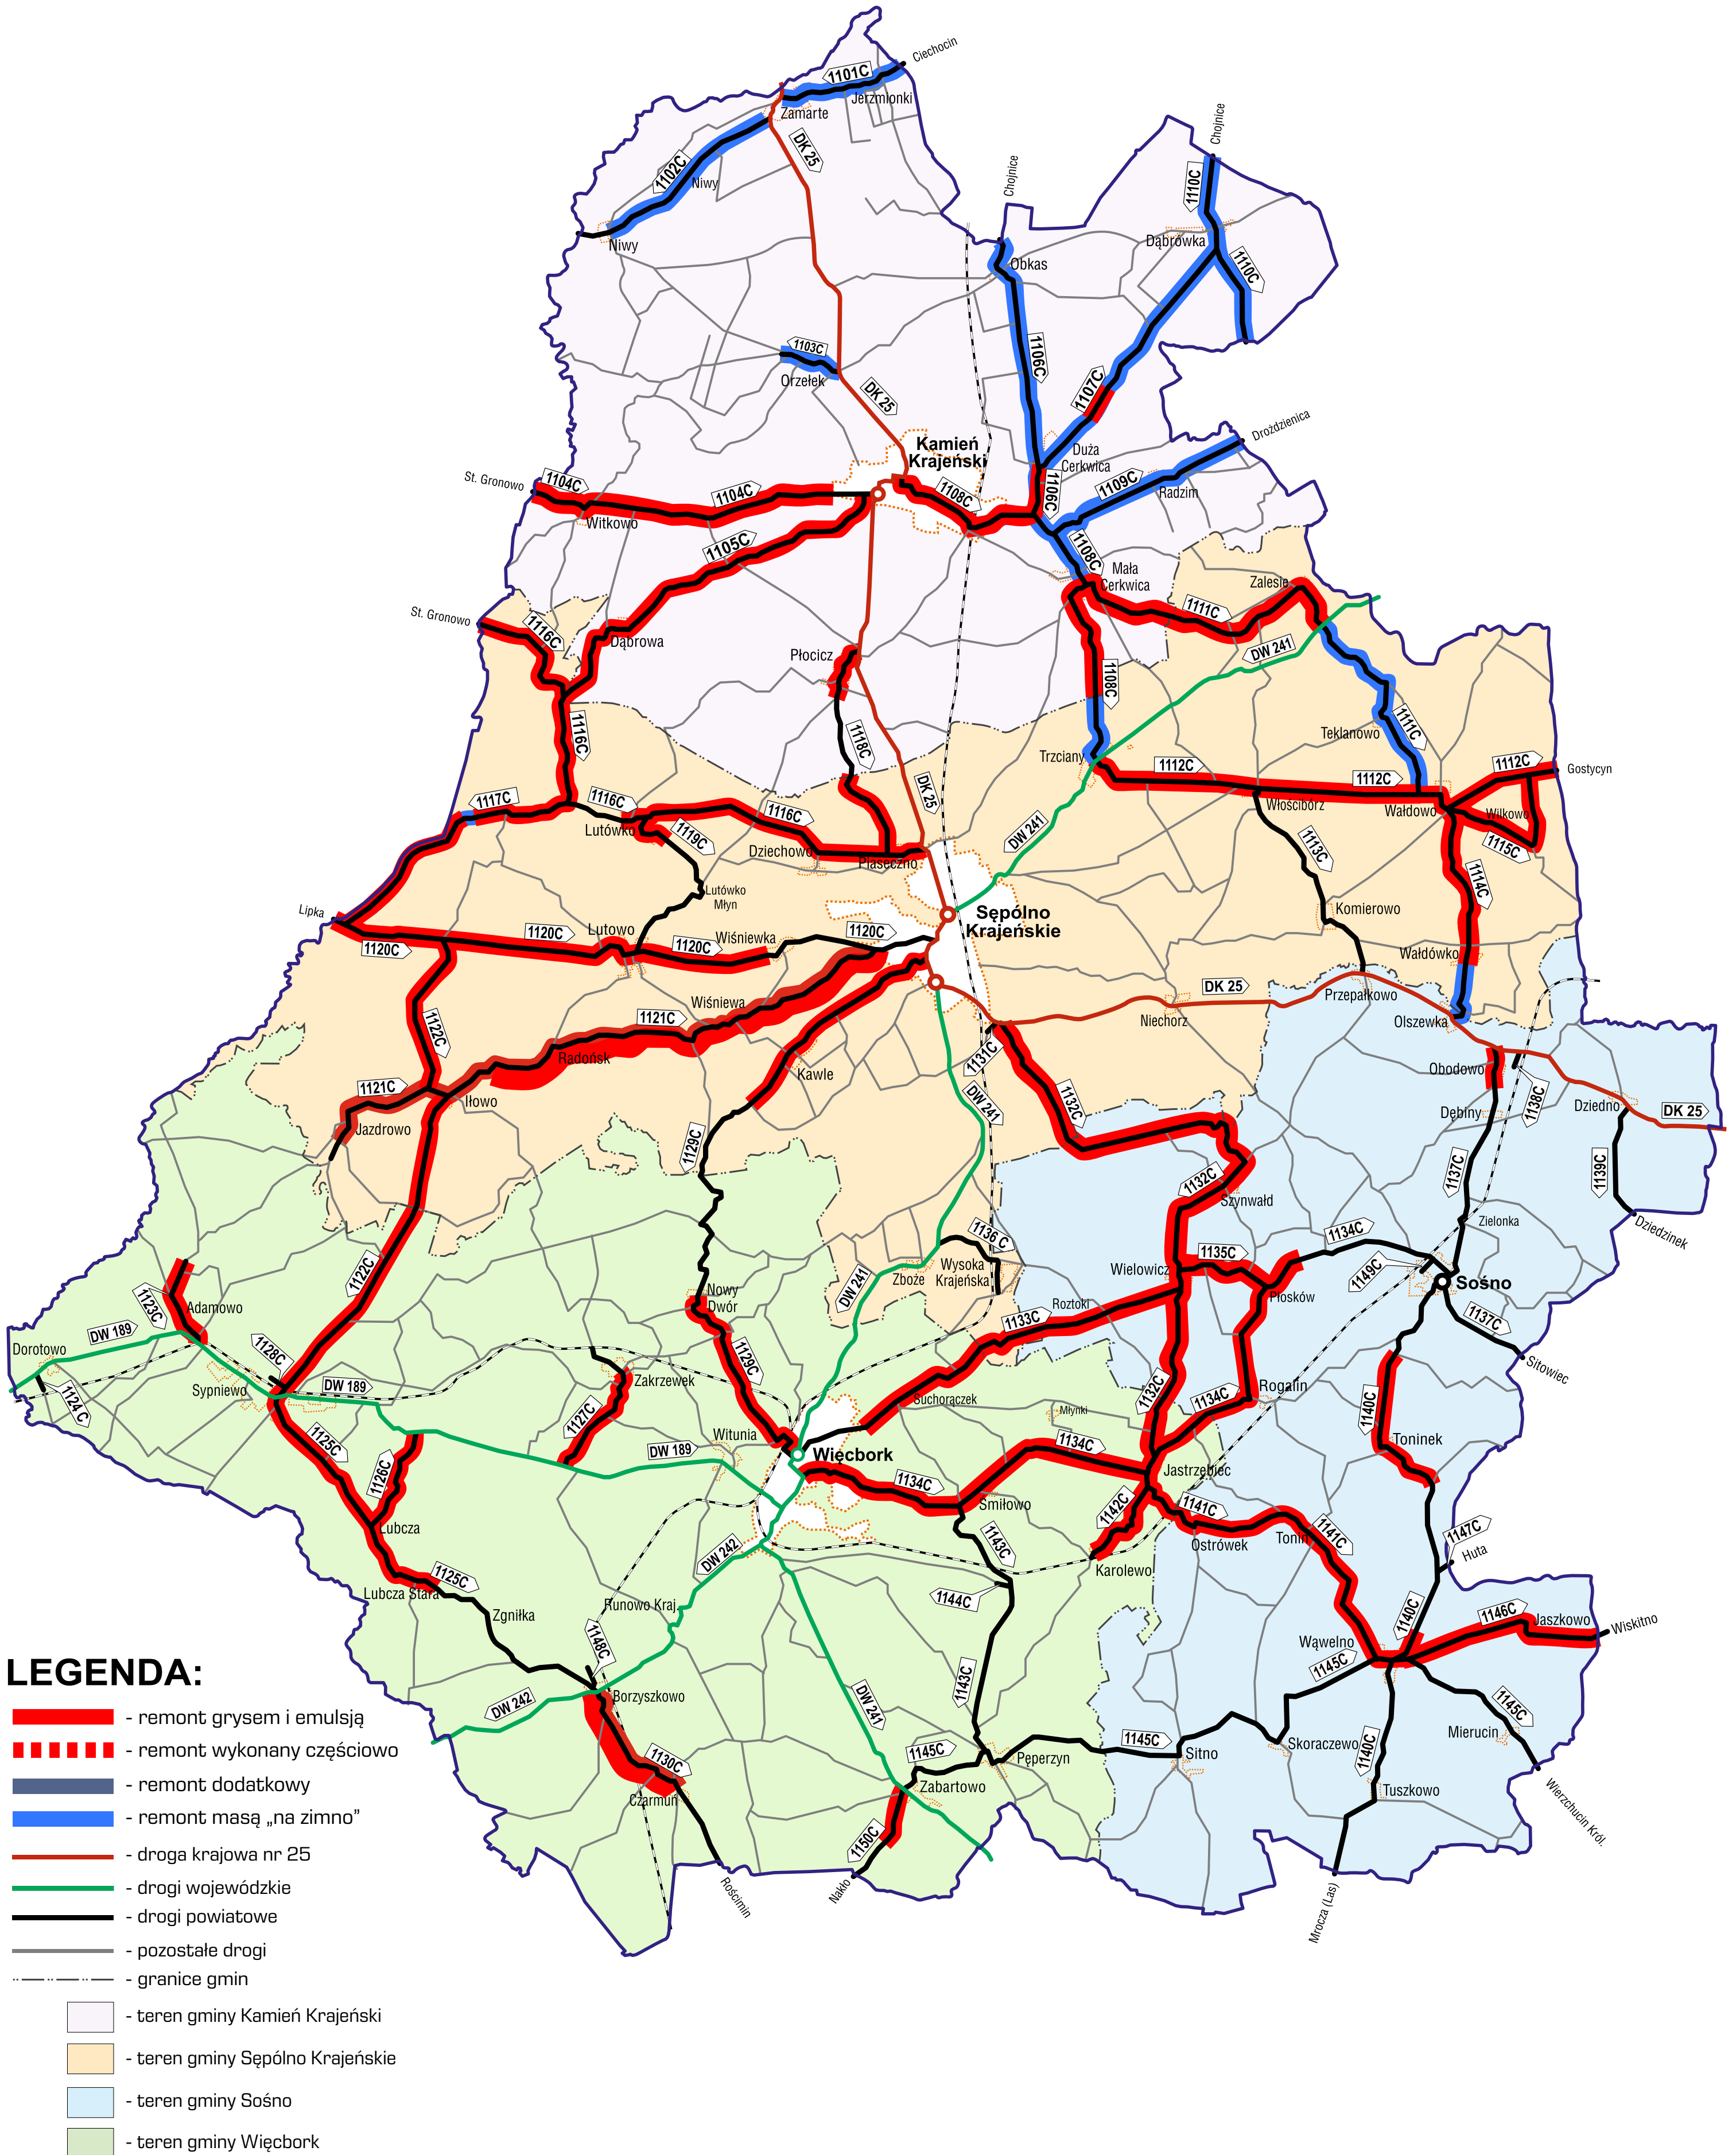 Ciechocin
1101C
Jerzmionki
Zamarte
DK 25
1102C
Niwy
Niwy
Chojnice
Chojnice
1110C
Dąbrówka
1110C
Obkas
1103C
Orzełek
1106C
1107C
DK 25
Kamień
Krajeński
Duża
Cerkwica
Drożdzienica
St. Gronowo
1104C
1104C
Witkowo
1108C
1106C
1109C
Radzim
1105C
1108C
Mała
Cerkwica
Zalesie
St. Gronowo
1116C
Dąbrowa
1111C
DW 241
Płocicz
1108C
1116C
1118C
Teklanowo
1111C
Trzciany
1112C
1112C
1112C
Gostycyn
DK 25
1117C
1116C
1116C
Lutówko
1119C
Dziechowo
Piaseczno
DW 241
Włościbórz
Wałdowo
Wilkowo
1115C
1113C
1114C
Lutówko
Młyn
Lipka
Sępólno
Krajeńskie
Komierowo
1120C
1120C
Lutowo
1120C
Wiśniewka
1120C
Wałdówko
DK 25
Przepałkowo
Wiśniewa
1121C
1122C
Niechorz
Olszewka
Radońsk
1121C
Iłowo
Jazdrowo
Kawle
1131C
DW 241
1132C
Obodowo
Dębiny
1138C
Dziedno
DK 25
1129C
1137C
1139C
1132C
Szynwałd
Zielonka
Dziedzinek
1136 C
Wysoka
Krajeńska
Zboże
1134C
1122C
1135C
Wielowicz
1149C
Sośno
1123C
Adamowo
DW 241
Nowy
Dwór
Roztoki
1133C
Płosków
1137C
Sitowiec
DW 189
Dorotowo
1128C
1129C
Sypniewo
DW 189
Zakrzewek
1124 C
1127C
Suchorączek
Młynki
1132C
1134C
Rogalin
1140C
1125C
1126C
Witunia
DW 189
Więcbork
1134C
1134C
Jastrzębiec
Toninek
Śmiłowo
1142C
1141C
Lubcza
Ostrówek
Tonin
1141C
1143C
1147C
Huta
DW 242
Karolewo
1125C
Lubcza Stara
1144C
Zgniłka
Runowo Kraj.
1140C
1146C
Jaszkowo
Wiskitno
Wąwelno
1145C
1148C
1143C
DW 242
Borzyszkowo
DW 241
1145C
Mierucin
1130C
Czarmuń
1145C
Pęperzyn
1145C
Sitno
Skoraczewo
1140C
Zabartowo
Tuszkowo
Wierzchucin Król.
1150C
Nakło
Rościmin
Mrocza (Las)
LEGENDA:
- remont grysem i emulsją
- remont wykonany częściowo
- remont dodatkowy
- remont masą „na zimno”
- droga krajowa nr 25
- drogi wojewódzkie
- drogi powiatowe
- pozostałe drogi
- granice gmin
- teren gminy Kamień Krajeński
- teren gminy Sępólno Krajeńskie
- teren gminy Sośno
- teren gminy Więcbork